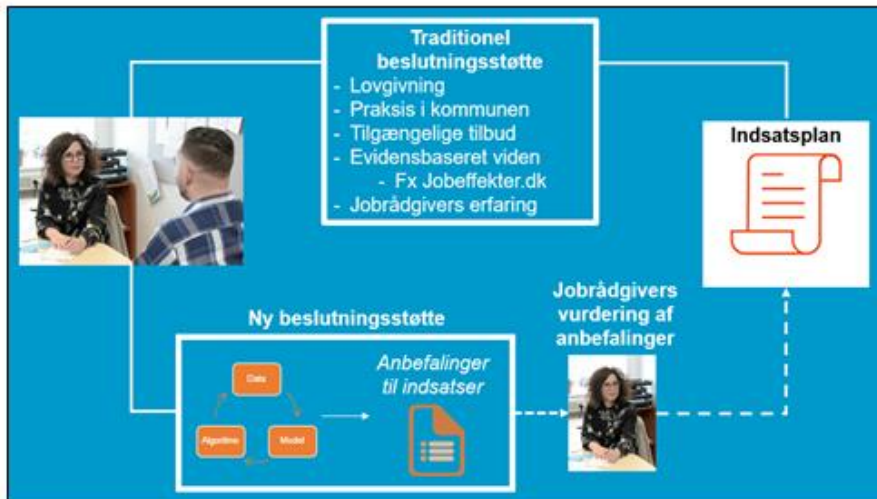 Traditionel
beslutningsstøtte
- Lovgivning
- Praksis i kommunen
- Tilgængelige tilbud
- Evidensbaseret viden
- Fx Jobeffekter.dk
- Jobrådgivers erfaring
Indsatsplan
Ny beslutningsstøtte
Data
Algoritme
Model
Anbefalinger
til indsatser
Jobrådgivers
vurdering af
anbefalinger